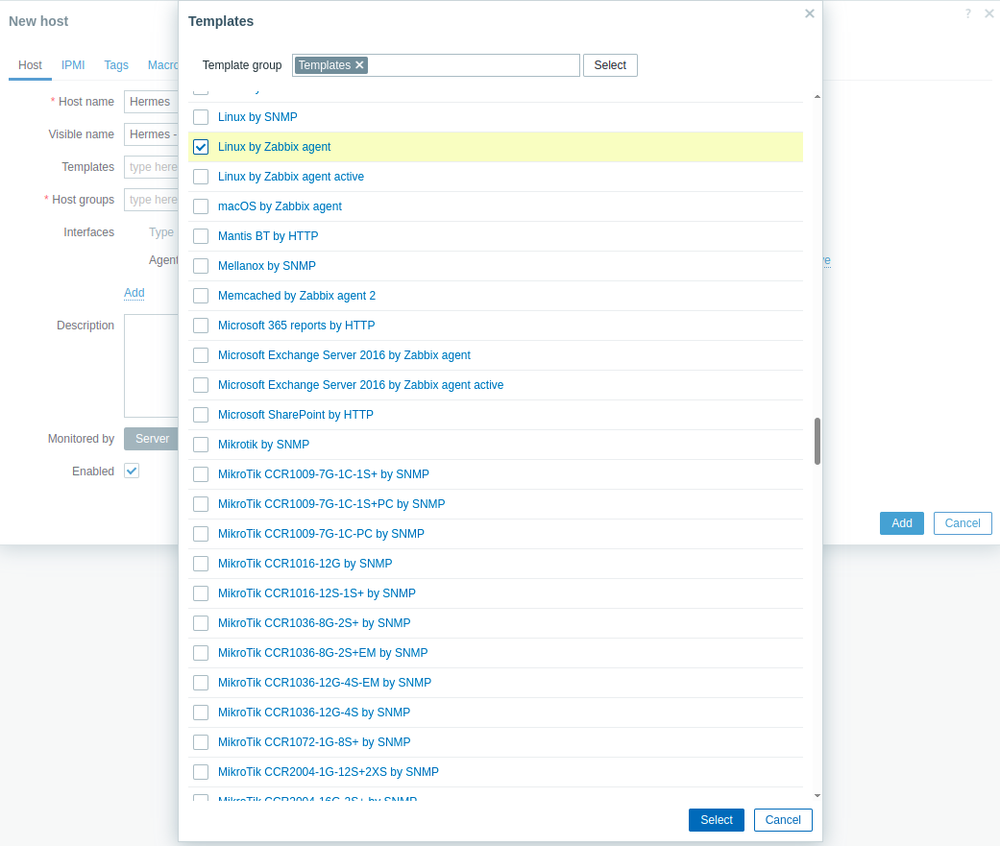 New host
?
Host IPMI Tags Macro
* Host name Hermes
Visible name Hermes -
Templates type here
* Host groups type here
Interfaces Type
Agent
Add
Description
Monitored by Server
Enabled
Add Cancel
Templates
Template group Templates Select
Linux by SNMP
Linux by Zabbix agent
Linux by Zabbix agent active
macOS by Zabbix agent
Mantis BT by HTTP
Mellanox by SNMP
Memcached by Zabbix agent 2
Microsoft 365 reports by HTTP
Microsoft Exchange Server 2016 by Zabbix agent
Microsoft Exchange Server 2016 by Zabbix agent active
Microsoft SharePoint by HTTP
Mikrotik by SNMP
MikroTik CCR1009-7G-1C-1S+ by SNMP
MikroTik CCR1009-7G-1C-1S+PC by SNMP
MikroTik CCR1009-7G-1C-PC by SNMP
MikroTik CCR1016-12G by SNMP
MikroTik CCR1016-12S-1S+ by SNMP
MikroTik CCR1036-8G-2S+ by SNMP
MikroTik CCR1036-8G-2S+EM by SNMP
MikroTik CCR1036-12G-4S-EM by SNMP
MikroTik CCR1036-12G-4S by SNMP
MikroTik CCR1072-1G-8S+ by SNMP
MikroTik CCR2004-1G-12S+2XS by SNMP
MikroTik CCR2004-16G-2S+ by SNMP
Select Cancel